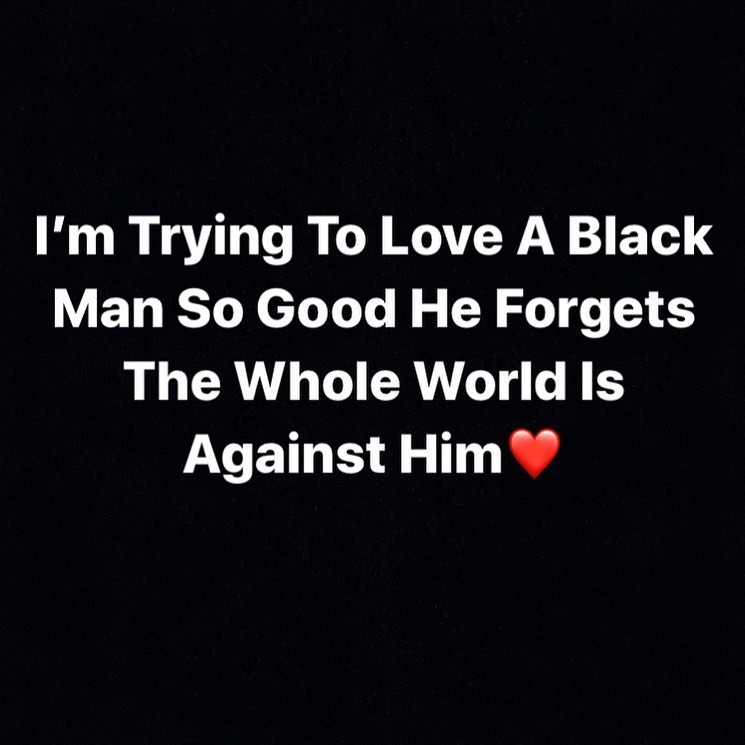 I’m Trying To Love A Black
Man So Good He Forgets
The Whole World Is
Against Him❤️